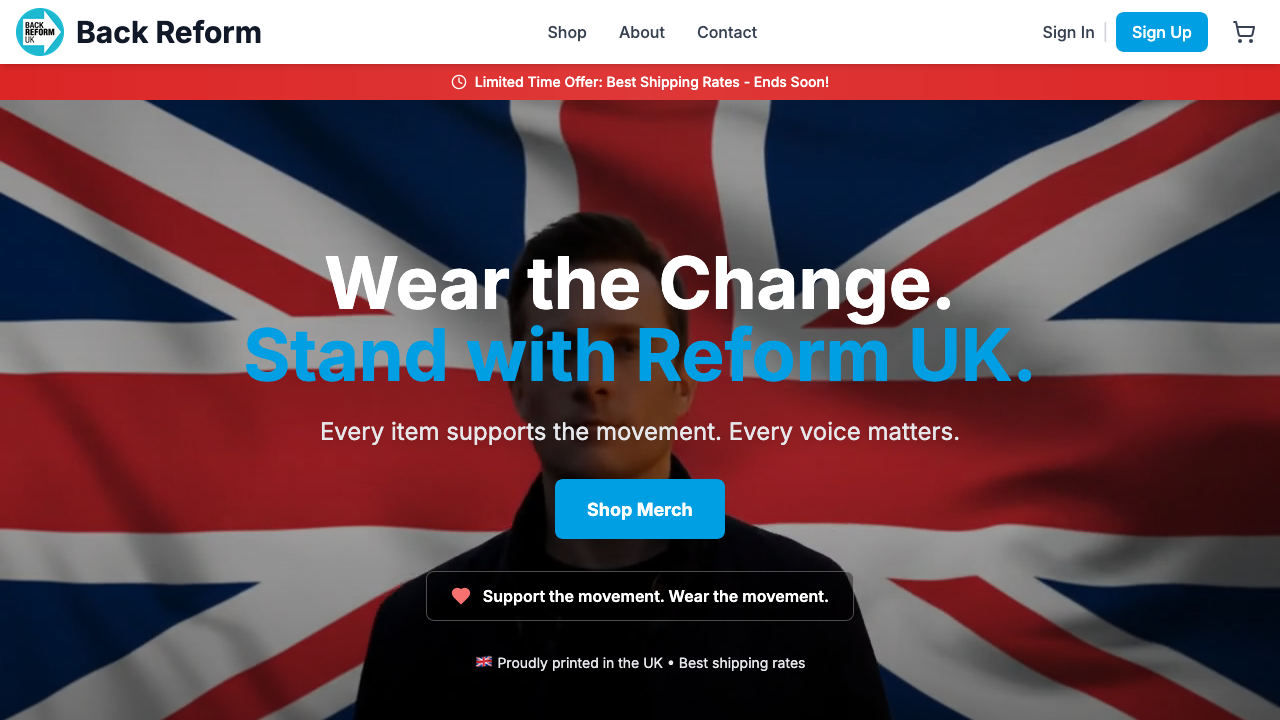 BACK
REFORM
UK
Back Reform
Shop
About
Contact
Sign In
Sign Up
Limited Time Offer: Best Shipping Rates - Ends Soon!
Wear the Change.
Stand with Reform UK.
Every item supports the movement. Every voice matters.
Shop Merch
Support the movement. Wear the movement.
🇬🇧 Proudly printed in the UK • Best shipping rates